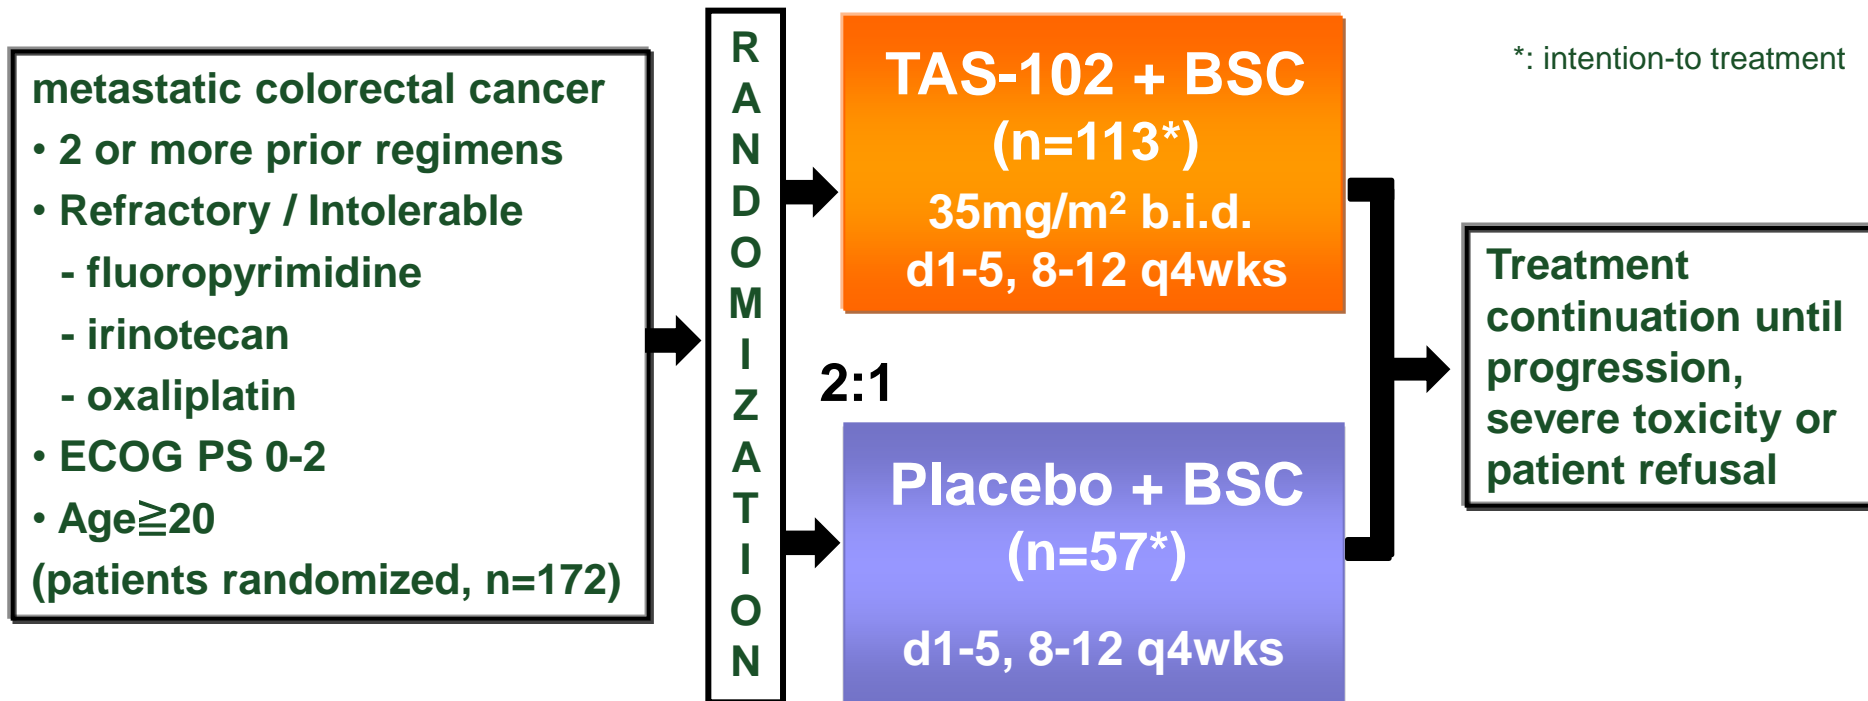 metastatic colorectal cancer
• 2 or more prior regimens
• Refractory / Intolerable
- fluoropyrimidine
- irinotecan
- oxaliplatin
• ECOG PS 0-2
• Age≧20
(patients randomized, n=172)
RANDOMIZATION
2:1
TAS-102 + BSC
(n=113*)
35mg/m² b.i.d.
d1-5, 8-12 q4wks
Placebo + BSC
(n=57*)
d1-5, 8-12 q4wks
*: intention-to treatment
Treatment
continuation until
progression,
severe toxicity or
patient refusal